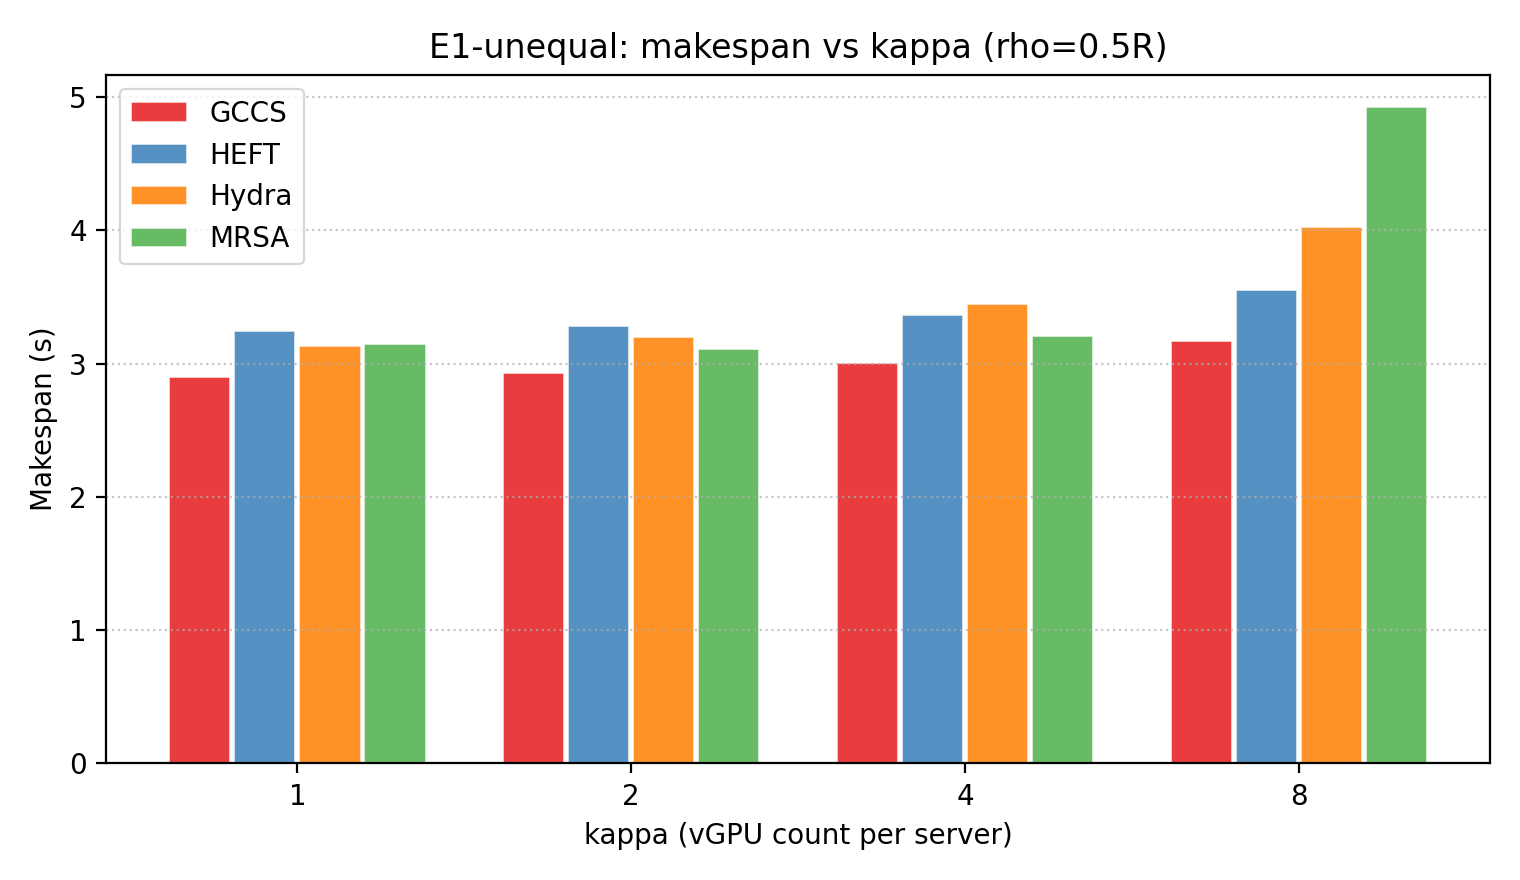 E1-unequal: makespan vs kappa (rho=0.5R)
GCCS
HEFT
Hydra
MRSA
Makespan (s)
5
4
3
2
1
0
1
2
4
8
kappa (vGPU count per server)